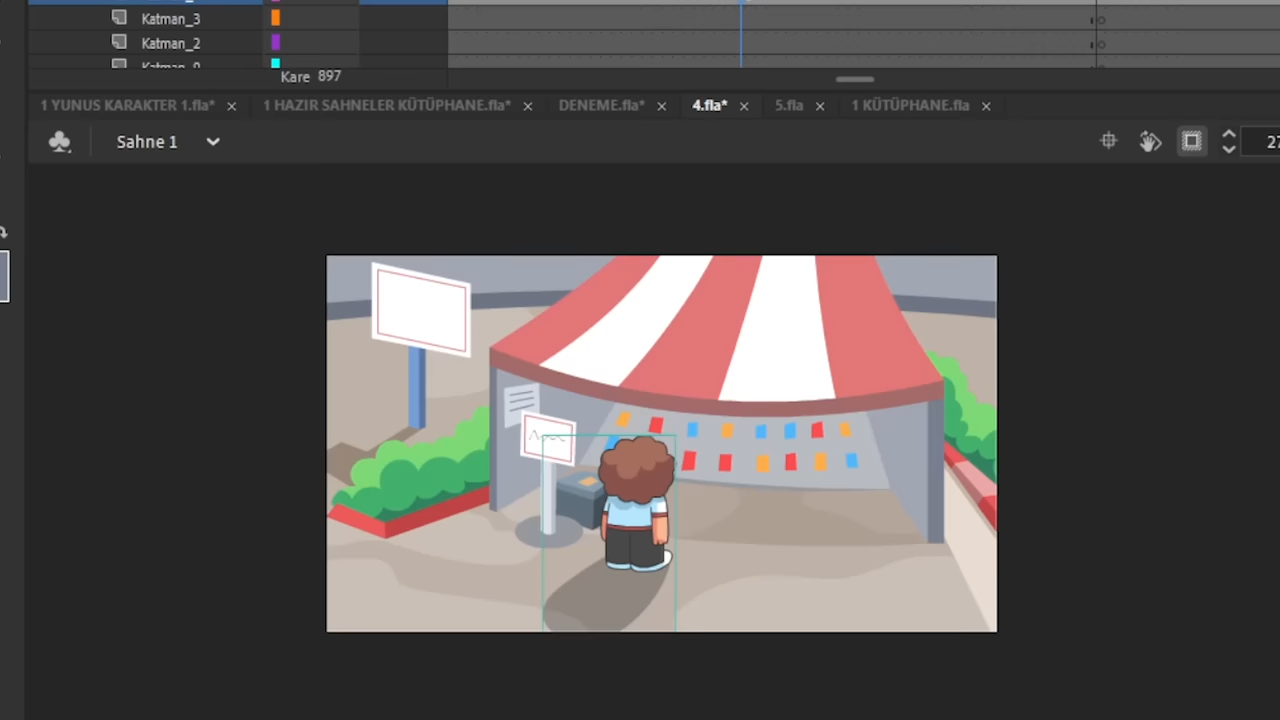 Katman_3
Katman_2
Kare 897
1 YUNUS KARAKTER 1.fla* 1 HAZIR SAHNELER KÜTÜPHANE.fla* DENEME.fla* 4.fla* 5.fla 1 KÜTÜPHANE.fla
Sahne 1
27